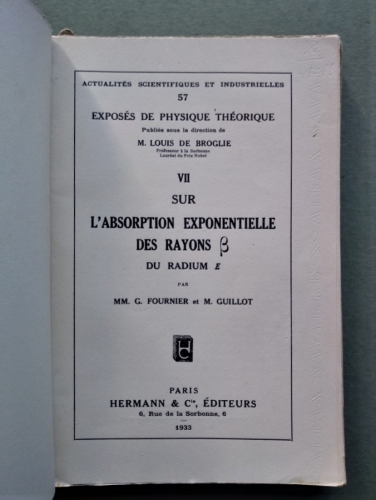 ACTUALITÉS SCIENTIFIQUES ET INDUSTRIELLES
57
EXPOSÉS DE PHYSIQUE THÉORIQUE
Publiés sous la direction de
M. LOUIS DE BROGLIE
Professeur à la Sorbonne
Lauréat du Prix Nobel
VII
SUR
L'ABSORPTION EXPONENTIELLE
DES RAYONS β
DU RADIUM E
PAR
MM. G. FOURNIER et M. GUILLOT
HC
PARIS
HERMANN & Cie, ÉDITEURS
6, Rue de la Sorbonne, 6
1933